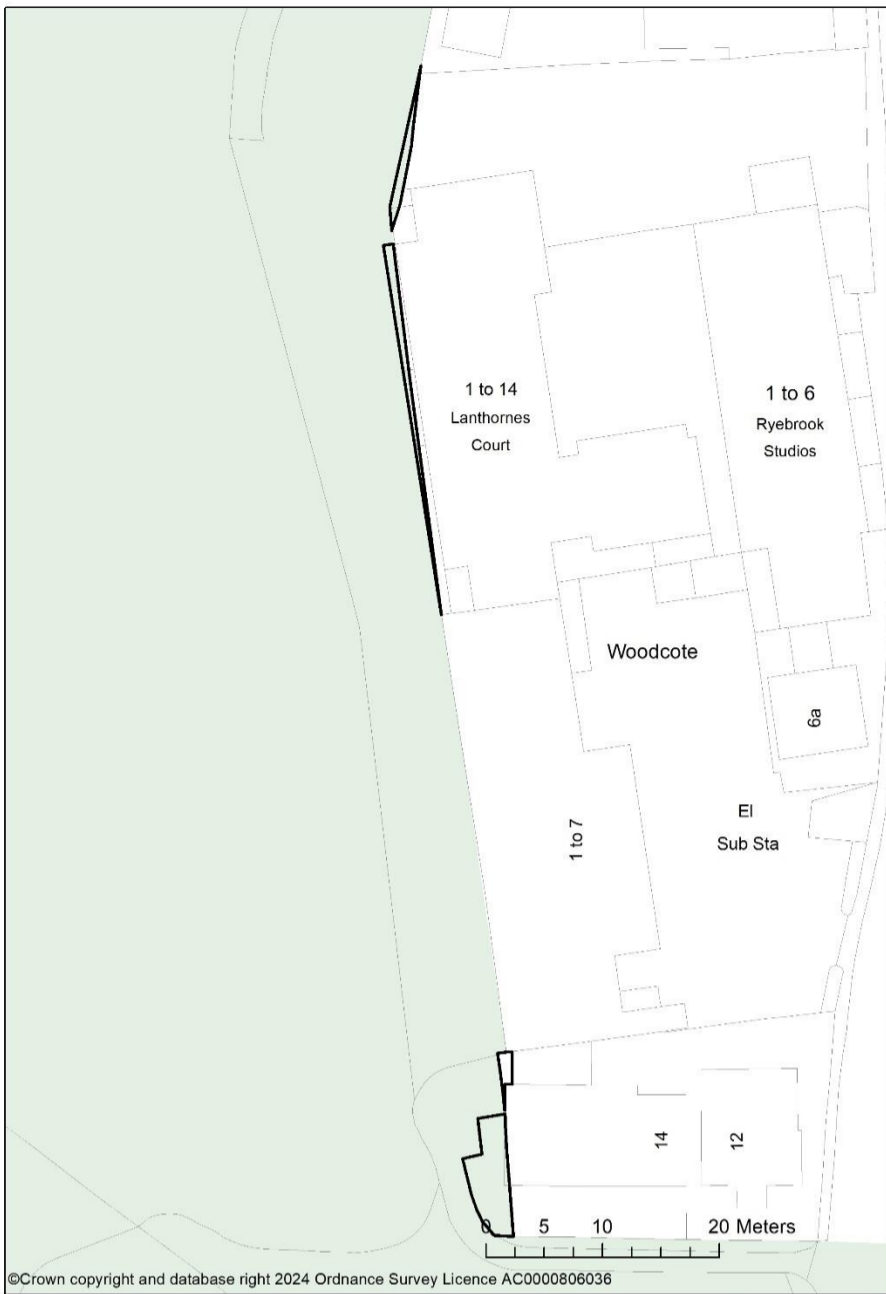 1 to 14
Lanthornes
Court
1 to 6
Ryebrook
Studios
Woodcote
6a
El
Sub Sta
1 to 7
14
12
0 5 10 20 Meters
©Crown copyright and database right 2024 Ordnance Survey Licence AC0000806036